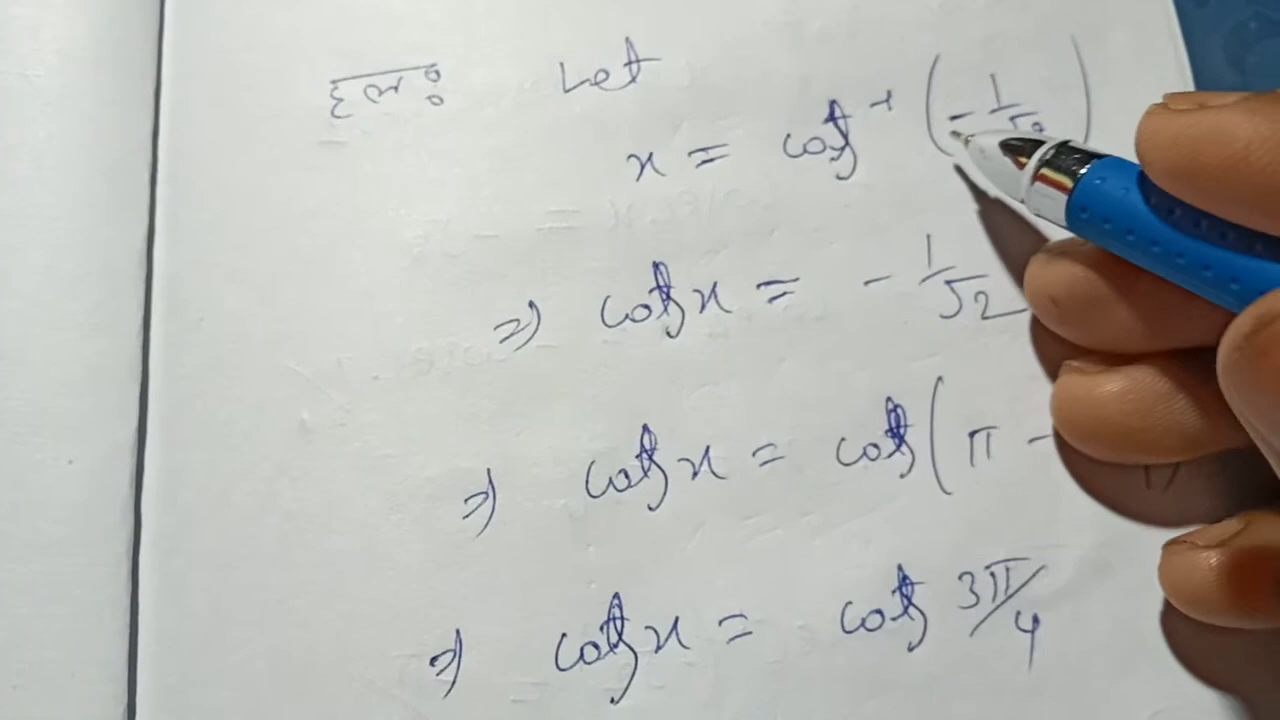 हलः Let
x = cot⁻¹ (-1/√2)
⇒ cot x = -1/√2
⇒ cot x = cot(π -
⇒ cot x = cot 3π/4